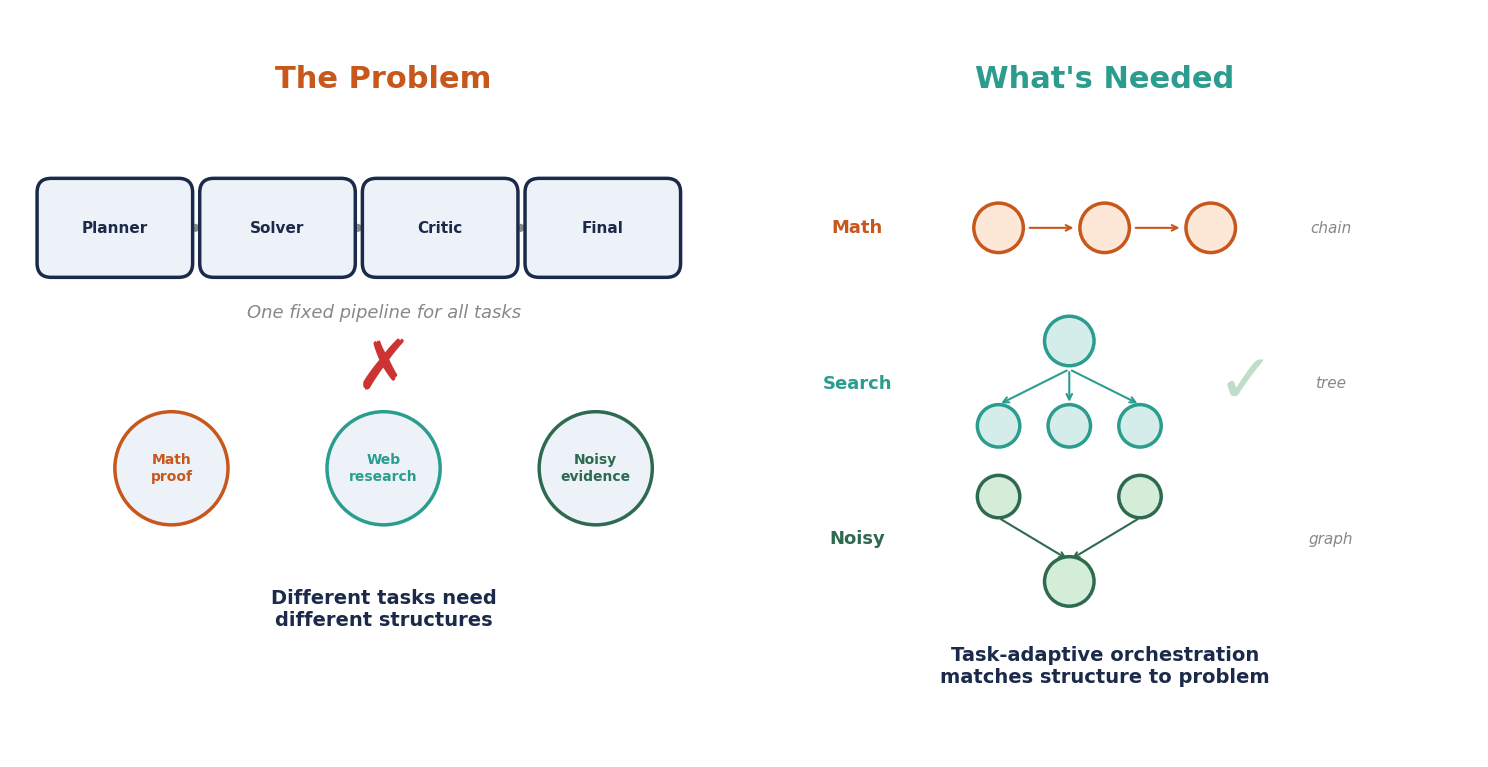 The Problem
Planner
Solver
Critic
Final
One fixed pipeline for all tasks
✗
Math
proof
Web
research
Noisy
evidence
Different tasks need
different structures
What's Needed
Math
chain
Search
✓
tree
Noisy
graph
Task-adaptive orchestration
matches structure to problem